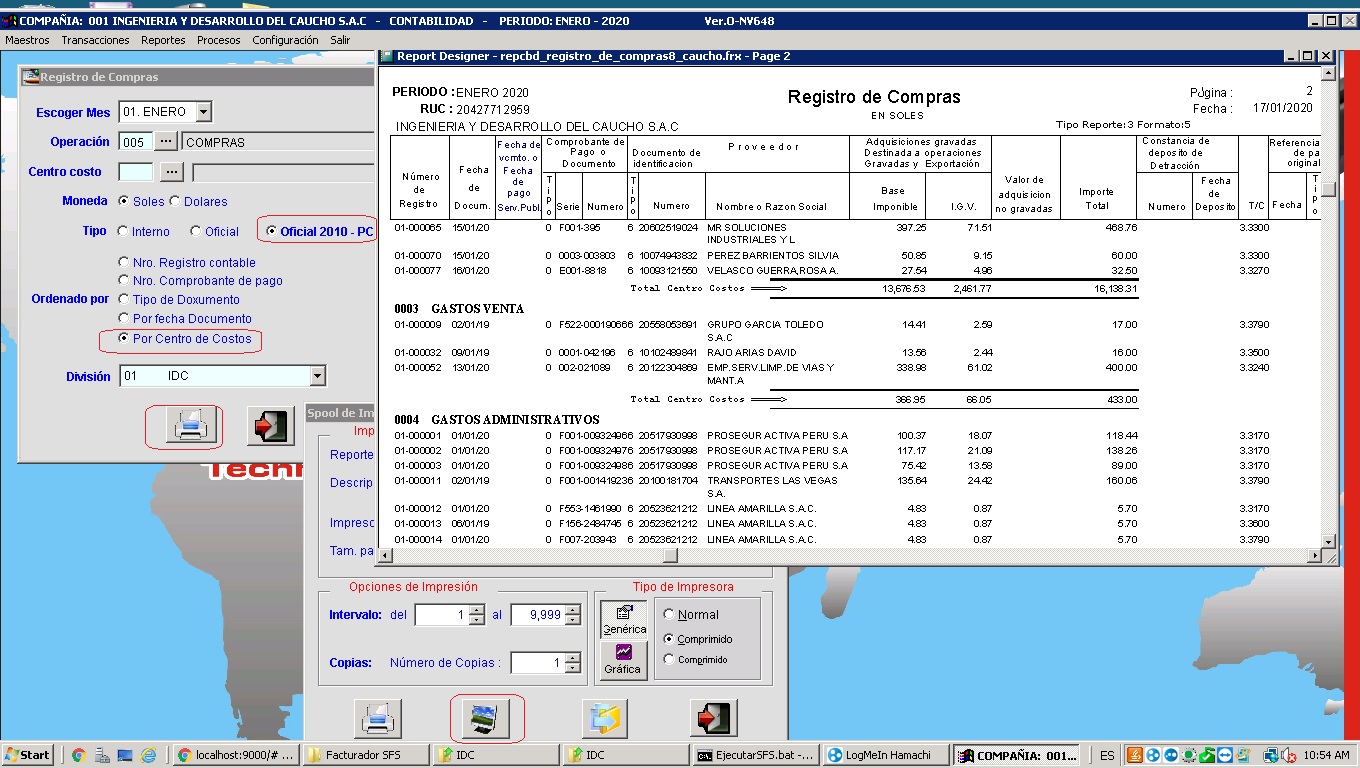 COMPAÑIA: 001 INGENIERIA Y DESARROLLO DEL CAUCHO S.A.C - CONTABILIDAD - PERIODO: ENERO - 2020 Ver.O-NV648
Maestros Transacciones Reportes Procesos Configuración Salir
Registro de Compras
Escoger Mes 01. ENERO
Operación 005 ... COMPRAS
Centro costo ...
Moneda Soles Dolares
Tipo Interno Oficial Oficial 2010 - PC
Ordenado por
Nro. Registro contable
Nro. Comprobante de pago
Tipo de Doxumento
Por fecha Documento
Por Centro de Costos
División 01 IDC
Report Designer - repcbd_registro_de_compras8_caucho.frx - Page 2
PERIODO : ENERO 2020
RUC : 20427712959
INGENIERIA Y DESARROLLO DEL CAUCHO S.A.C
Registro de Compras
EN SOLES
PÚgina : 2
Fecha : 17/01/2020
Tipo Reporte: 3 Formato: 5
Número de Registro
Fecha de Docum.
Fecha de vcmto. o Fecha de pago Serv.Publ.
Comprobante de Pago o Documento
Tipo Serie Numero
Documento de identificacion
Tipo Numero
Proveedor
Nombre o Razon Social
Adquisiciones gravadas Destinada a operaciones Gravadas y Exportación
Base Imponible I.G.V.
Valor de adquisicion no gravadas
Importe Total
Constancia de deposito de Detracción
Numero Fecha de Deposito
T/C
Referencia de pa original
Fecha Tipo
01-000065 15/01/20 0 F001-395 6 20602519024 MR SOLUCIONES INDUSTRIALES Y L 397.25 71.51 468.76 3.3300
01-000070 15/01/20 0 0003-003803 6 10074943832 PEREZ BARRIENTOS SILVIA 50.85 9.15 60.00 3.3300
01-000077 16/01/20 0 E001-8818 6 10093121550 VELASCO GUERRA,ROSA A. 27.54 4.96 32.50 3.3270
Total Centro Costos 13,676.53 2,461.77 16,138.31
0003 GASTOS VENTA
01-000009 02/01/19 0 F522-000190666 6 20558053691 GRUPO GARCIA TOLEDO S.A.C 14.41 2.59 17.00 3.3790
01-000032 09/01/19 0 0001-042196 6 10102489841 RAJO ARIAS DAVID 13.56 2.44 16.00 3.3500
01-000052 13/01/20 0 002-021089 6 20122304869 EMP.SERV.LIMP.DE VIAS Y MANT.A 338.98 61.02 400.00 3.3240
Total Centro Costos 366.95 66.05 433.00
0004 GASTOS ADMINISTRATIVOS
01-000001 01/01/20 0 F001-009324966 6 20517930998 PROSEGUR ACTIVA PERU S.A 100.37 18.07 118.44 3.3170
01-000002 01/01/20 0 F001-009324976 6 20517930998 PROSEGUR ACTIVA PERU S.A 117.17 21.09 138.26 3.3170
01-000003 01/01/20 0 F001-009324986 6 20517930998 PROSEGUR ACTIVA PERU S.A 75.42 13.58 89.00 3.3170
01-000011 02/01/19 0 F001-001419236 6 20100181704 TRANSPORTES LAS VEGAS S.A. 135.64 24.42 160.06 3.3790
01-000012 01/01/20 0 F553-1461990 6 20523621212 LINEA AMARILLA S.A.C. 4.83 0.87 5.70 3.3170
01-000013 06/01/19 0 F156-2484745 6 20523621212 LINEA AMARILLA S.A.C. 4.83 0.87 5.70 3.3600
01-000014 01/01/20 0 F007-203943 6 20523621212 LINEA AMARILLA S.A.C. 4.83 0.87 5.70 3.3790
Spool de Im
Imp
Reporte
Descrip
Impresc
Tam. pa
Opciones de Impresión
Intervalo: del 1 al 9,999
Copias: Número de Copias : 1
Tipo de Impresora
Genérica
Gráfica
Normal
Comprimido
Comprimido
Start localhost:9000/# ... Facturador SFS IDC IDC EjecutarSFS.bat -... LogMeIn Hamachi COMPAÑIA: 001... ES 10:54 AM